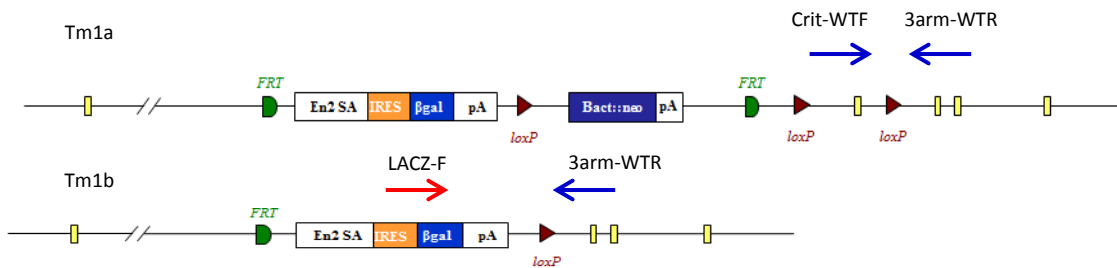 Crit-WTF 3arm-WTR
Tm1a
FRT FRT
En2 SA IRES βgal pA Bact::neo pA
loxP loxP loxP
LACZ-F 3arm-WTR
Tm1b
FRT
En2 SA IRES βgal pA
loxP